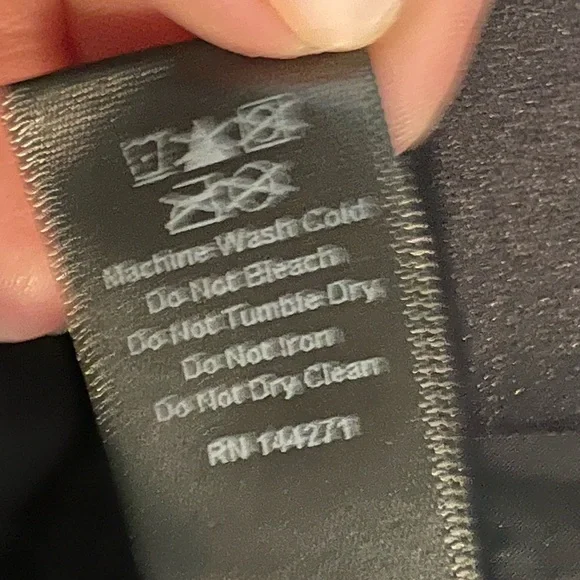 Machine Wash Cold
Do Not Bleach
Do Not Tumble Dry
Do Not Iron
Do Not Dry Clean
RN 144271